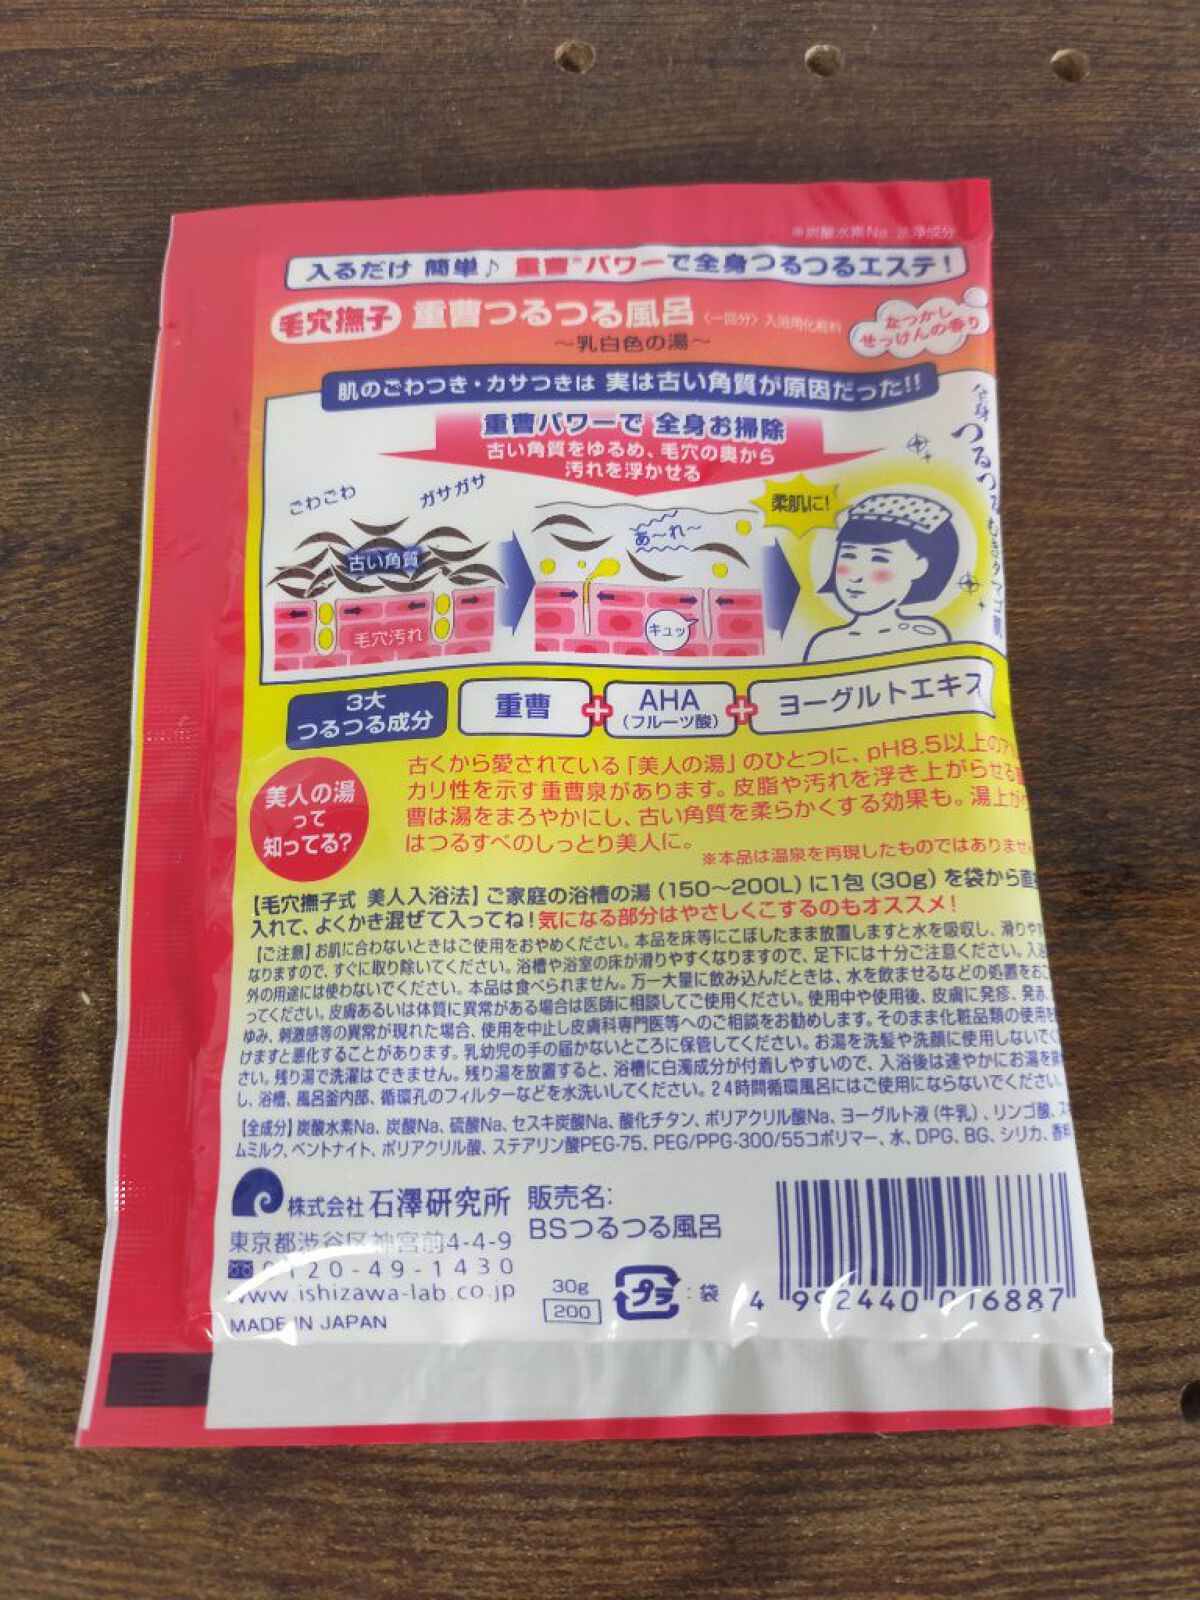 ※炭酸水素Na:洗浄成分
入るだけ 簡単♪ 重曹※パワーで全身つるつるエステ!
毛穴撫子 重曹つるつる風呂 〈一回分〉入浴用化粧料
なつかし
せっけんの香り
〜乳白色の湯〜
肌のごわつき・カサつきは 実は古い角質が原因だった!!
重曹パワーで 全身お掃除
古い角質をゆるめ、毛穴の奥から
汚れを浮かせる
全身つるつるむきタマゴ肌
ごわごわ
ガサガサ
古い角質
毛穴汚れ
あ〜れ〜
キュッ
柔肌に!
3大
つるつる成分
重曹
+
AHA
(フルーツ酸)
+
ヨーグルトエキス
美人の湯
って
知ってる?
古くから愛されている「美人の湯」のひとつに、pH8.5以上のアル
カリ性を示す重曹泉があります。皮脂や汚れを浮き上がらせる重
曹は湯をまろやかにし、古い角質を柔らかくする効果も。湯上がり
はつるすべのしっとり美人に。
※本品は温泉を再現したものではありませ
【毛穴撫子式 美人入浴法】ご家庭の浴槽の湯(150〜200L)に1包(30g)を袋から直
入れて、よくかき混ぜて入ってね!気になる部分はやさしくこするのもオススメ!
【ご注意】お肌に合わないときはご使用をおやめください。本品を床等にこぼしたまま放置しますと水を吸収し、滑りや
なりますので、すぐに取り除いてください。浴槽や浴室の床が滑りやすくなりますので、足下には十分ご注意ください。入
外の用途には使わないでください。本品は食べられません。万一大量に飲み込んだときは、水を飲ませるなどの処置をおこ
ってください。皮膚あるいは体質に異常がある場合は医師に相談してご使用ください。使用中や使用後、皮膚に発疹、発赤、
ゆみ、刺激感等の異常が現れた場合、使用を中止し皮膚科専門医等へのご相談をお勧めします。そのまま化粧品類の使用を
けますと悪化することがあります。乳幼児の手の届かないところに保管してください。お湯を洗髪や洗顔に使用しないでく
さい。残り湯で洗濯はできません。残り湯を放置すると、浴槽に白濁成分が付着しやすいので、入浴後は速やかにお湯を
し、浴槽、風呂釜内部、循環孔のフィルターなどを水洗いしてください。24時間循環風呂にはご使用にならないでください。
【全成分】炭酸水素Na、炭酸Na、硫酸Na、セスキ炭酸Na、酸化チタン、ポリアクリル酸Na、ヨーグルト液(牛乳)、リンゴ酸、ス
ムミルク、ベントナイト、ポリアクリル酸、ステアリン酸PEG-75、PEG/PPG-300/55コポリマー、水、DPG、BG、シリカ、香料
株式会社 石澤研究所
東京都渋谷区神宮前4-4-9
0120-49-1430
www.ishizawa-lab.co.jp
MADE IN JAPAN
販売名:
BSつるつる風呂
30g
200
プラ
:袋
4 992440 016887